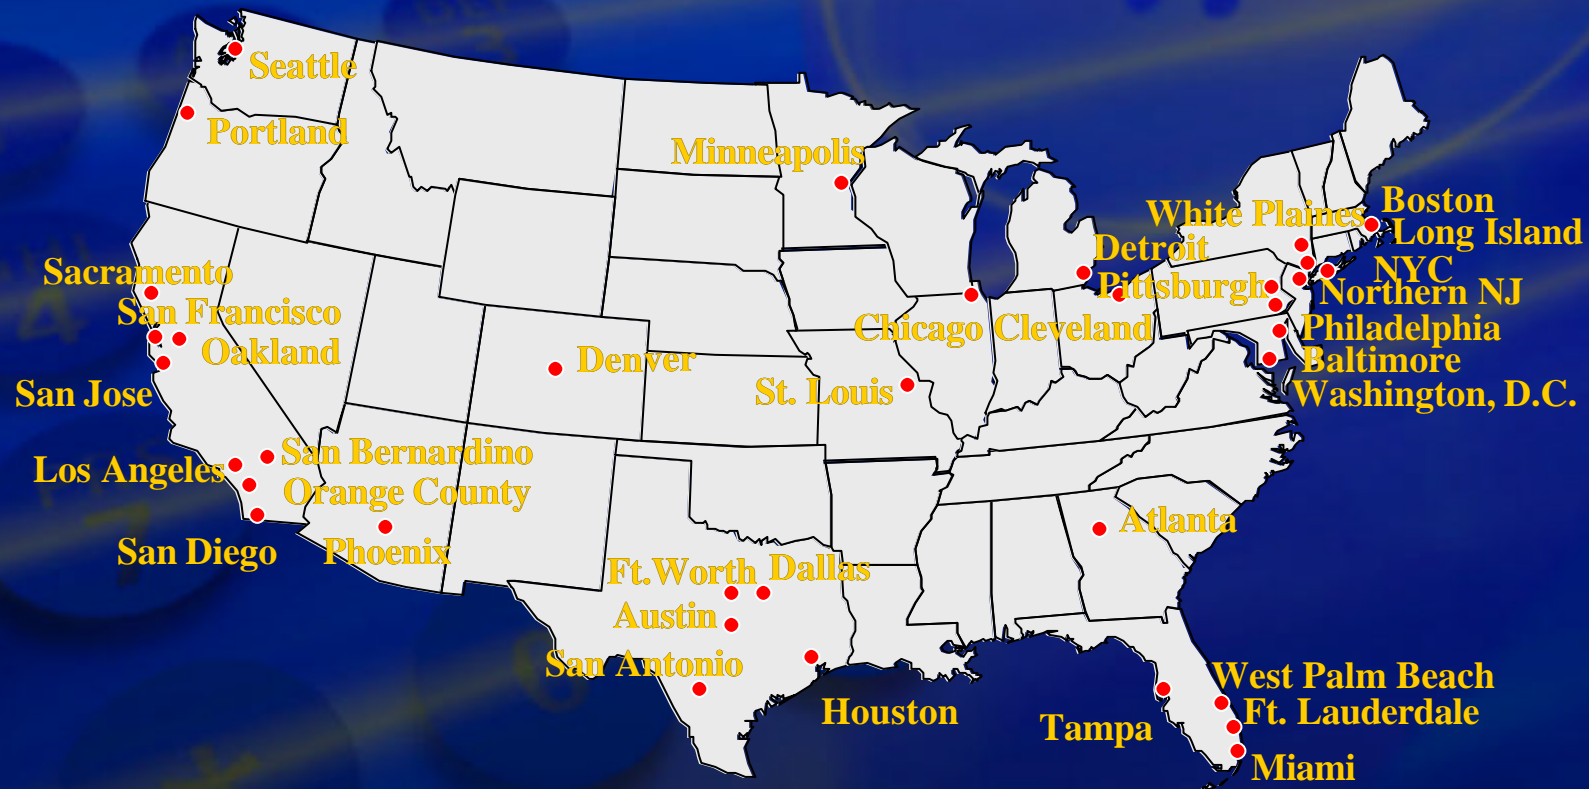 Seattle
Portland
Minneapolis
Boston
White Plaines
Long Island
Detroit
NYC
Sacramento
Pittsburgh
Northern NJ
San Francisco
Chicago
Cleveland
Philadelphia
Oakland
Denver
Baltimore
San Jose
St. Louis
Washington, D.C.
San Bernardino
Los Angeles
Orange County
Atlanta
San Diego
Phoenix
Ft.Worth
Dallas
Austin
San Antonio
West Palm Beach
Houston
Ft. Lauderdale
Tampa
Miami